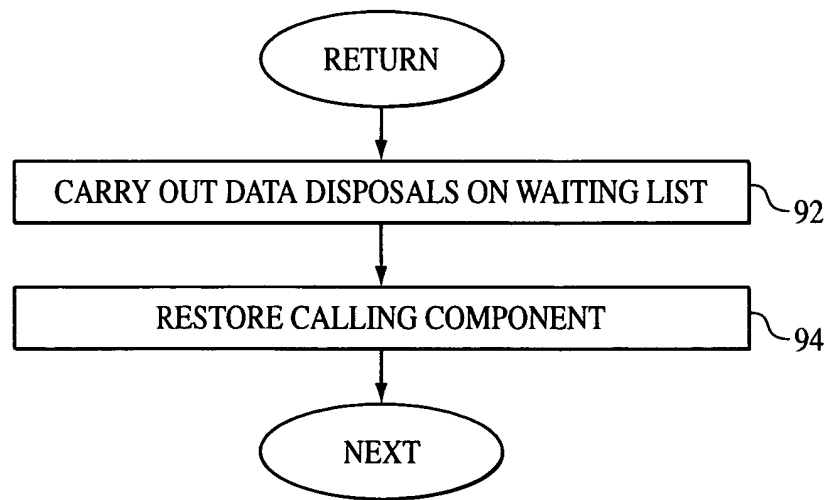 RETURN
CARRY OUT DATA DISPOSALS ON WAITING LIST
92
RESTORE CALLING COMPONENT
94
NEXT